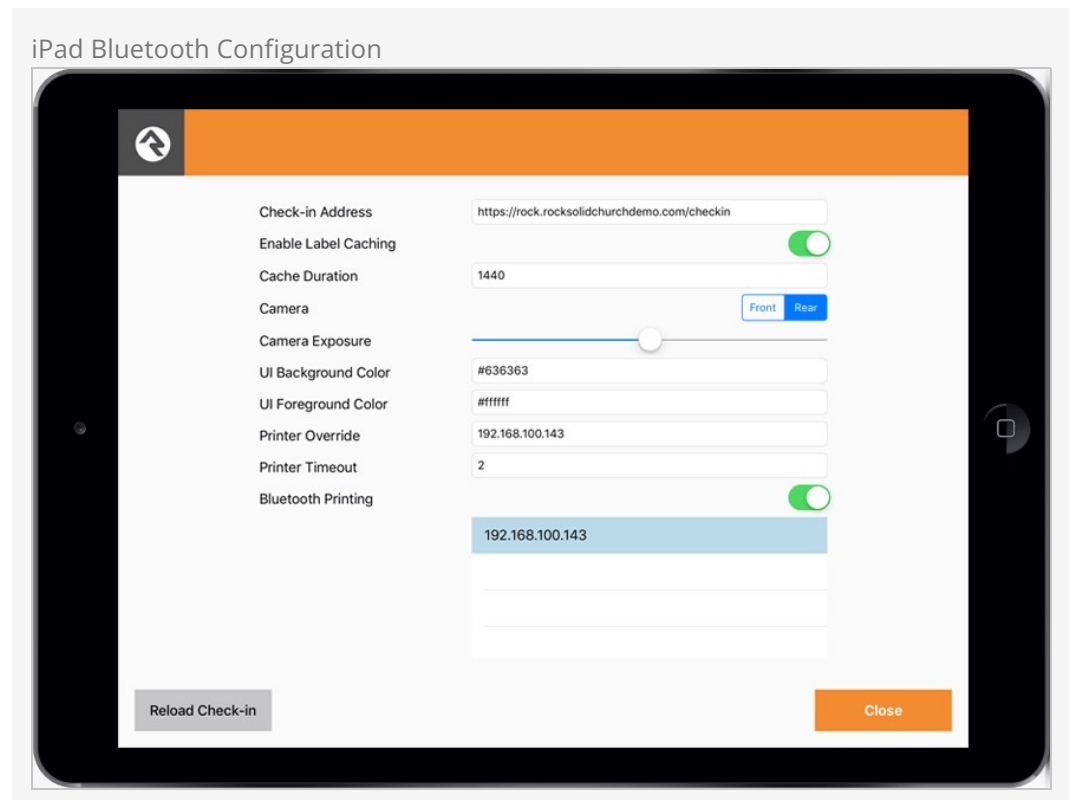 iPad Bluetooth Configuration
Check-in Address https://rock.rocksolidchurchdemo.com/checkin
Enable Label Caching
Cache Duration 1440
Camera Front Rear
Camera Exposure
UI Background Color #636363
UI Foreground Color #ffffff
Printer Override 192.168.100.143
Printer Timeout 2
Bluetooth Printing
192.168.100.143
Reload Check-in Close